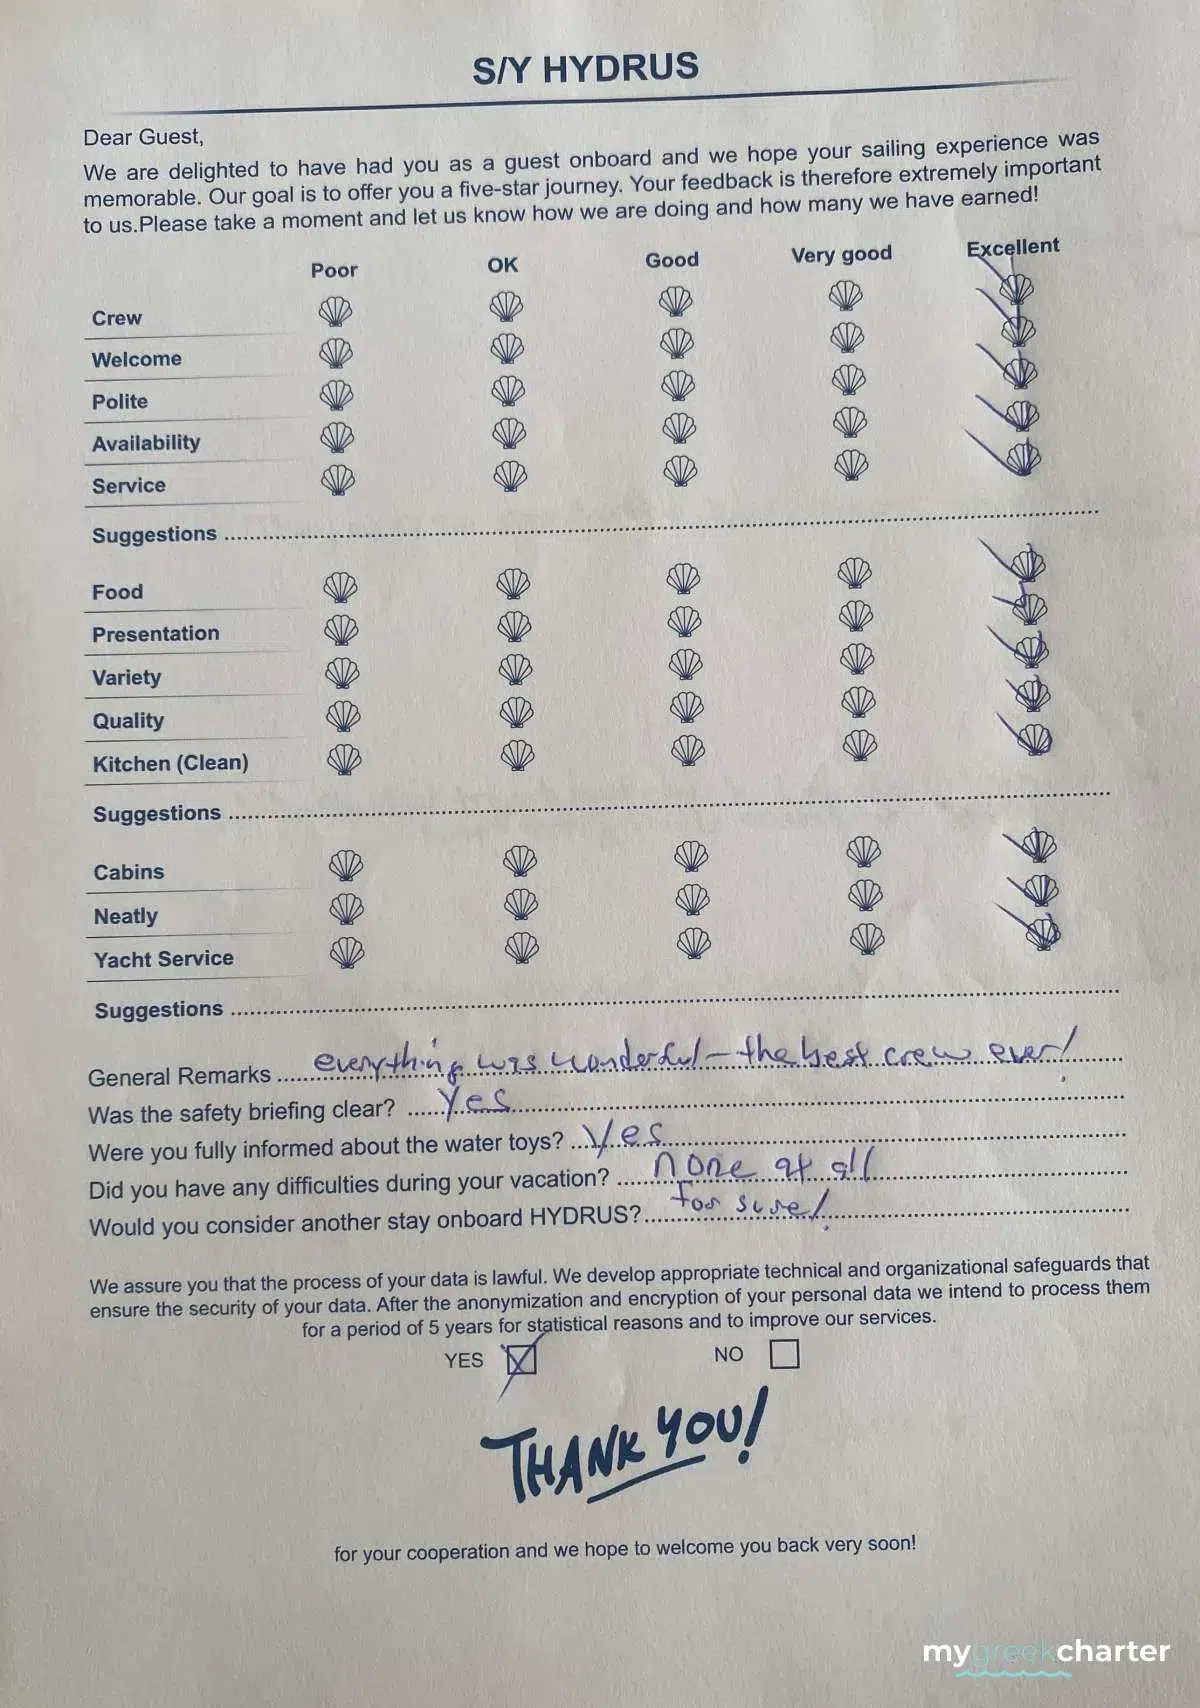 S/Y HYDRUS
Dear Guest,
We are delighted to have had you as a guest onboard and we hope your sailing experience was
memorable. Our goal is to offer you a five-star journey. Your feedback is therefore extremely important
to us.Please take a moment and let us know how we are doing and how many we have earned!
Poor OK Good Very good Excellent
Crew
Welcome
Polite
Availability
Service
Suggestions
Food
Presentation
Variety
Quality
Kitchen (Clean)
Suggestions
Cabins
Neatly
Yacht Service
Suggestions
General Remarks everything was wonderful - the best crew ever!
Was the safety briefing clear? Yes
Were you fully informed about the water toys? Yes
Did you have any difficulties during your vacation? none at all
Would you consider another stay onboard HYDRUS? for sure!
We assure you that the process of your data is lawful. We develop appropriate technical and organizational safeguards that
ensure the security of your data. After the anonymization and encryption of your personal data we intend to process them
for a period of 5 years for statistical reasons and to improve our services.
YES NO
THANK YOU!
for your cooperation and we hope to welcome you back very soon!
mygreekcharter